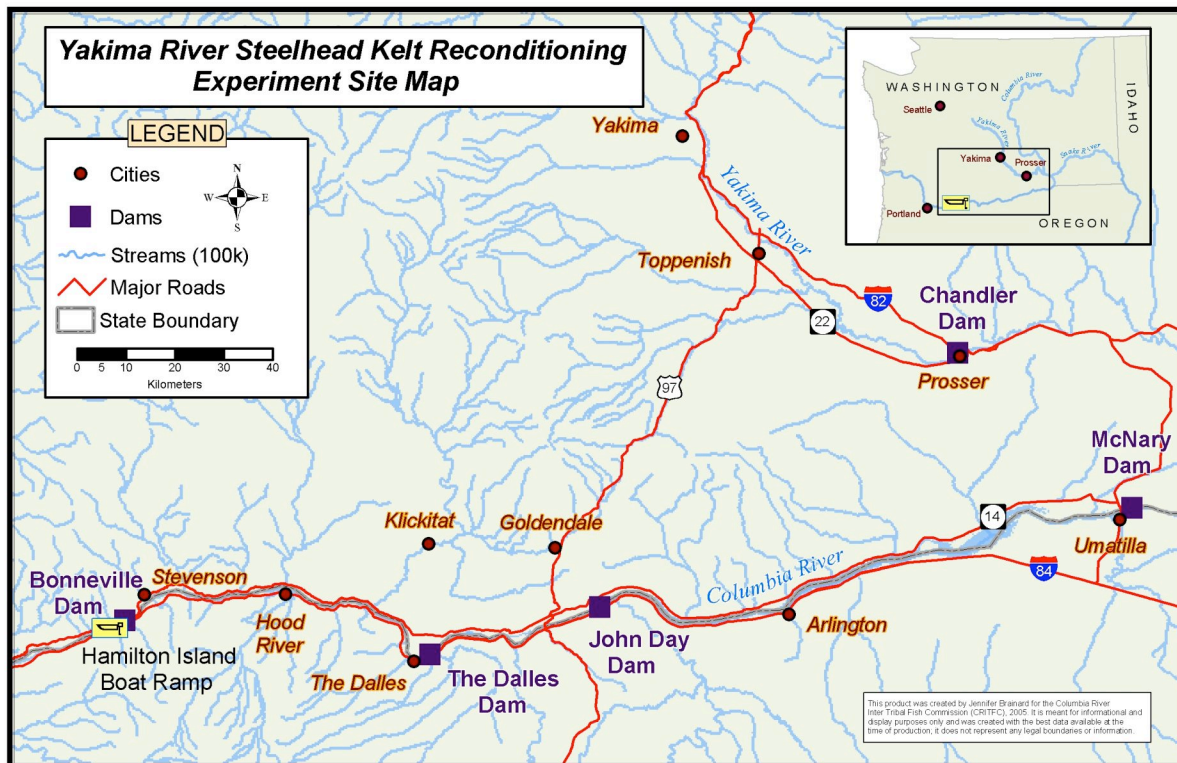 Yakima River Steelhead Kelt Reconditioning
Experiment Site Map
LEGEND
Cities
Dams
Streams (100k)
Major Roads
State Boundary
N
W
E
S
0 5 10 20 30 40
Kilometers
WASHINGTON
Seattle
Columbia River
IDAHO
Yakima River
Yakima
Prosser
Snake River
Portland
OREGON
Yakima
Yakima River
Toppenish
82
Chandler
Dam
22
Prosser
97
McNary
Dam
Klickitat
Goldendale
14
Umatilla
Columbia River
84
Bonneville
Dam
Stevenson
Hood
River
Arlington
John Day
Dam
Hamilton Island
Boat Ramp
The Dalles
The Dalles
Dam
This product was created by Jennifer Brainard for the Columbia River
Inter Tribal Fish Commission (CRITFC), 2005. It is meant for informational and
display purposes only and was created with the best data available at the
time of production; it does not represent any legal boundaries or information.